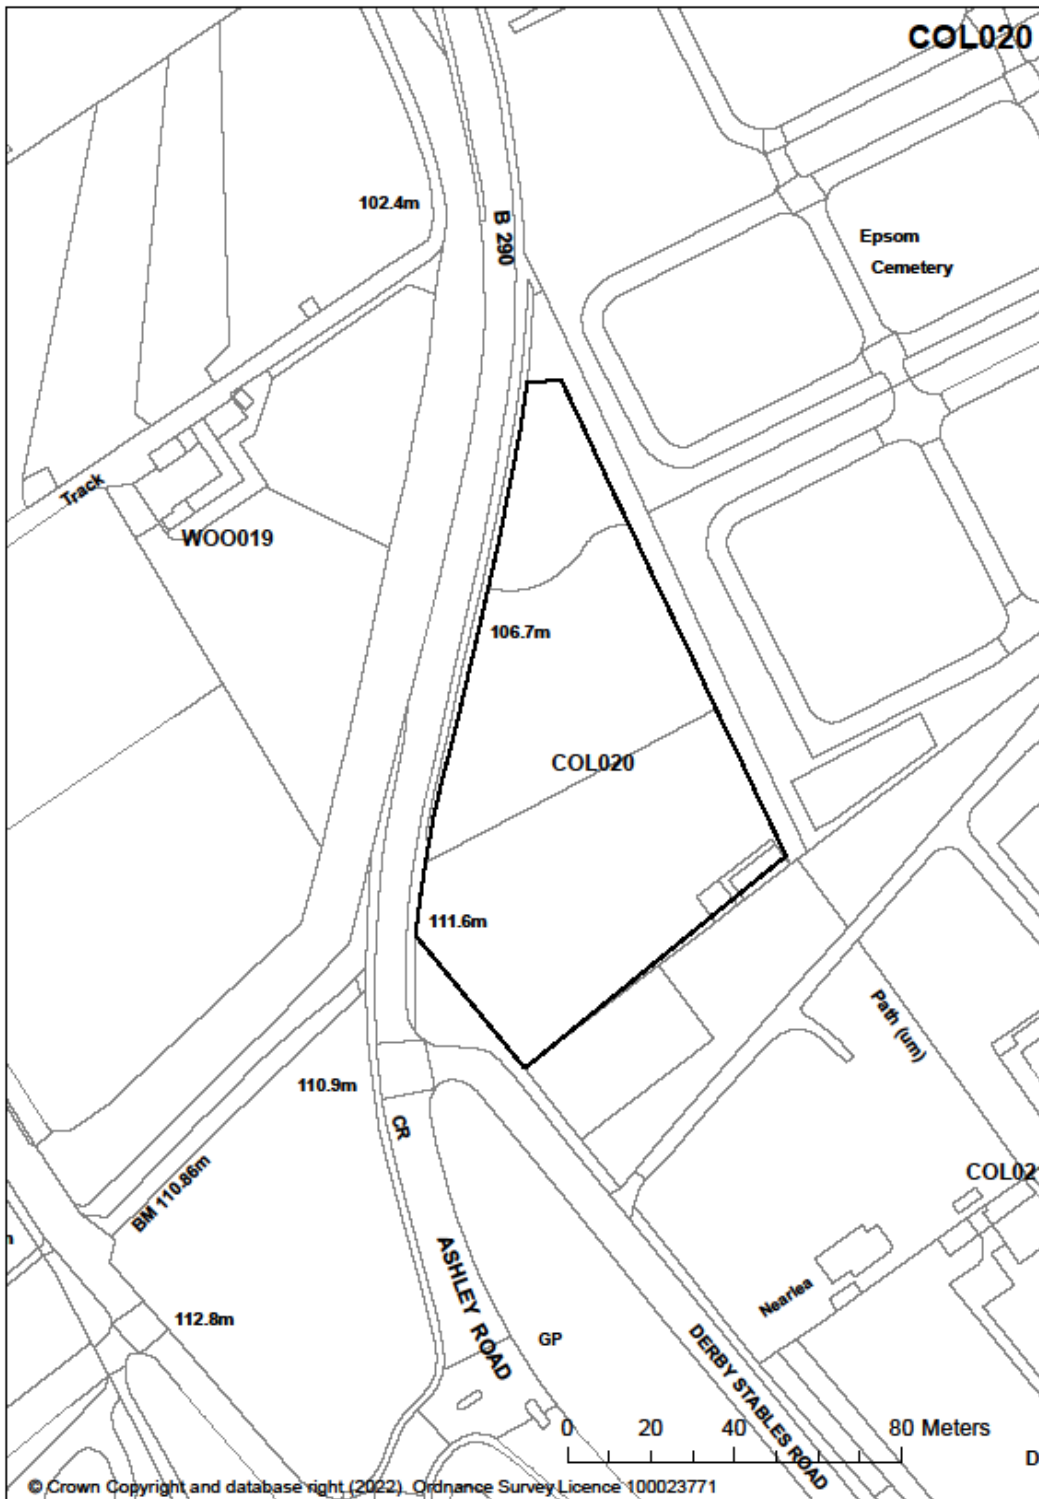 COL020
102.4m
B 290
Epsom
Cemetery
Track
WOO019
106.7m
COL020
111.6m
Path (um)
110.9m
CR
BM 110.86m
COL02
112.8m
ASHLEY ROAD
GP
Nearlea
DERBY STABLES ROAD
0 20 40 80 Meters
D
© Crown Copyright and database right (2022). Ordnance Survey Licence 100023771